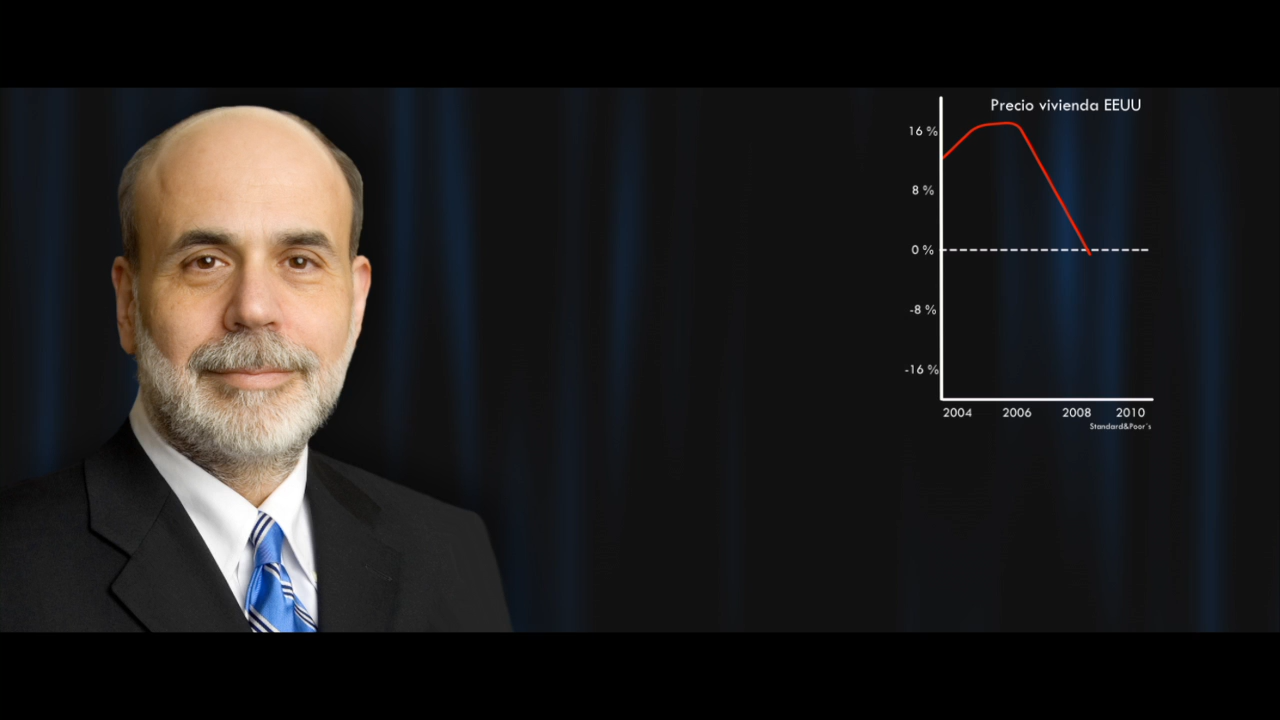 Precio vivienda EEUU
16 %
8 %
0 %
-8 %
-16 %
2004 2006 2008 2010
Standard&Poor´s